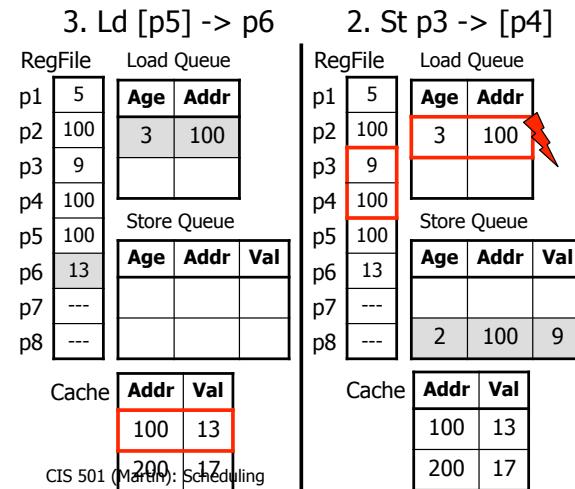 3. Ld [p5] -> p6
RegFile Load Queue
p1 5 Age Addr
p2 100 3 100
p3 9
p4 100
Store Queue
p5 100
Age Addr Val
p6 13
p7 ---
p8 ---
Cache Addr Val
100 13
200 17
CIS 501 (Martin): Scheduling
2. St p3 -> [p4]
RegFile Load Queue
p1 5 Age Addr
p2 100 3 100
p3 9
p4 100
Store Queue
p5 100
Age Addr Val
p6 13
p7 ---
p8 --- 2 100 9
Cache Addr Val
100 13
200 17